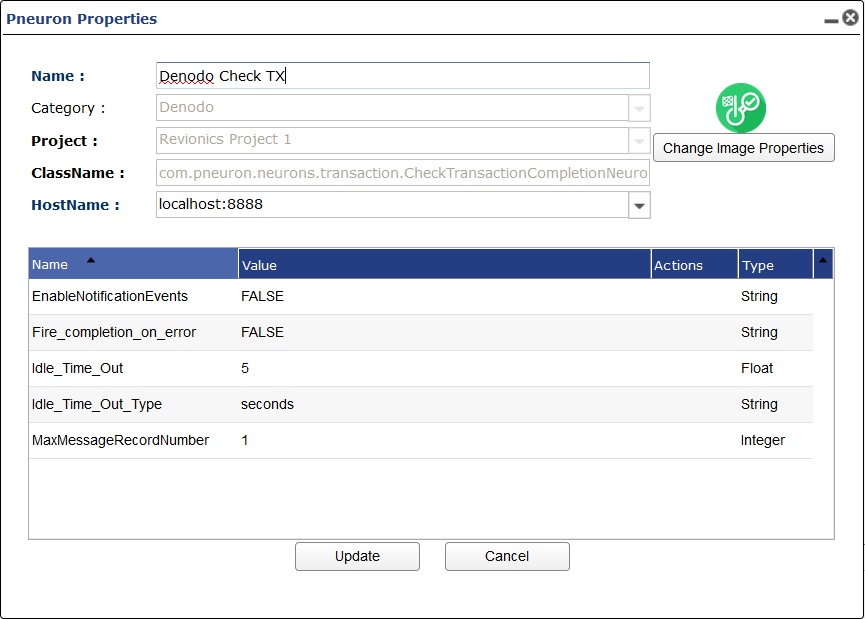 Pneuron Properties
Name : Denodo Check TX
Category : Denodo
Project : Revionics Project 1
Change Image Properties
ClassName : com.pneuron.neurons.transaction.CheckTransactionCompletionNeuro
HostName : localhost:8888
Name Value Actions Type
EnableNotificationEvents FALSE String
Fire_completion_on_error FALSE String
Idle_Time_Out 5 Float
Idle_Time_Out_Type seconds String
MaxMessageRecordNumber 1 Integer
Update Cancel